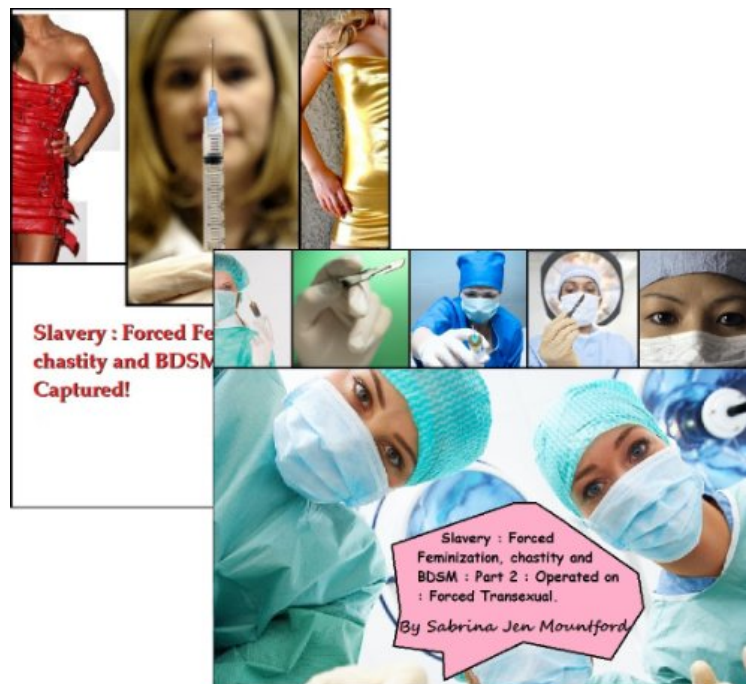 Slavery : Forced Fe
chastity and BDSM
Captured!
Slavery : Forced
Feminization, chastity and
BDSM : Part 2 : Operated on
: Forced Transexual.
By Sabrina Jen Mountford